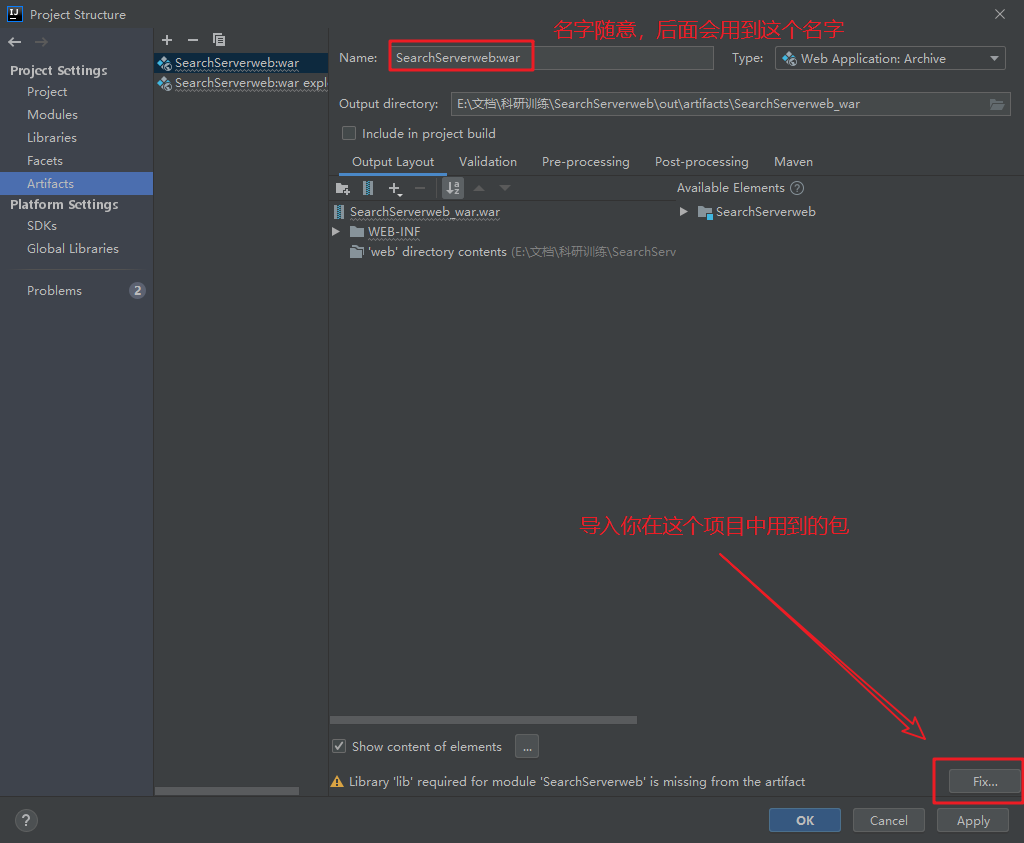 Project Structure
名字随意，后面会用到这个名字
Project Settings
Project
Modules
Libraries
Facets
Artifacts
Platform Settings
SDKs
Global Libraries
Problems 2
SearchServerweb:war
SearchServerweb:war expl
Name: SearchServerweb:war Type: Web Application: Archive
Output directory: E:\文档\科研训练\SearchServerweb\out\artifacts\SearchServerweb_war
Include in project build
Output Layout Validation Pre-processing Post-processing Maven
Available Elements ?
SearchServerweb_war.war SearchServerweb
WEB-INF
'web' directory contents (E:\文档\科研训练\SearchServ
导入你在这个项目中用到的包
Show content of elements ...
Library 'lib' required for module 'SearchServerweb' is missing from the artifact Fix...
? OK Cancel Apply